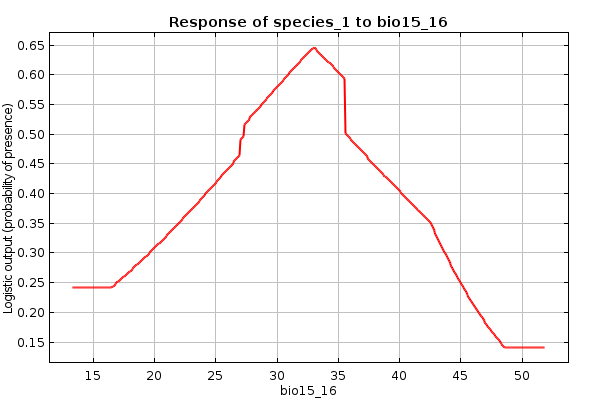 Response of species_1 to bio15_16
Logistic output (probability of presence)
0.65
0.60
0.55
0.50
0.45
0.40
0.35
0.30
0.25
0.20
0.15
15 20 25 30 35 40 45 50
bio15_16